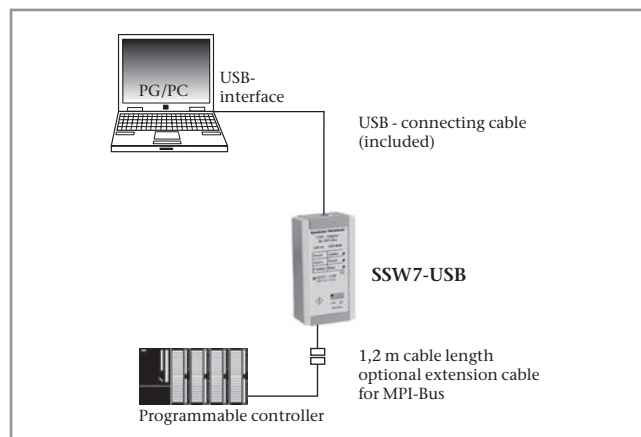 PG/PC
USB-
interface
USB - connecting cable
(included)
SSW7-USB
1,2 m cable length
optional extension cable
for MPI-Bus
Programmable controller